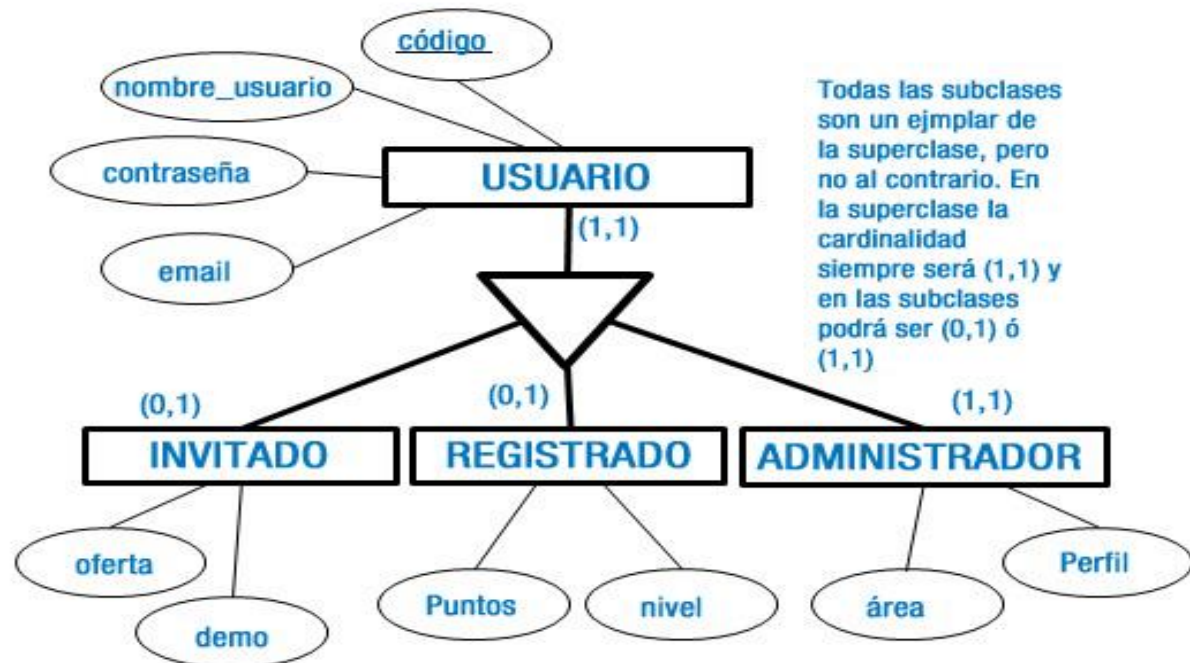 código
nombre_usuario
contraseña
email
USUARIO
(1,1)
Todas las subclases
son un ejmplar de
la superclase, pero
no al contrario. En
la superclase la
cardinalidad
siempre será (1,1) y
en las subclases
podrá ser (0,1) ó
(1,1)
(0,1)
(0,1)
(1,1)
INVITADO
REGISTRADO
ADMINISTRADOR
oferta
demo
Puntos
nivel
área
Perfil